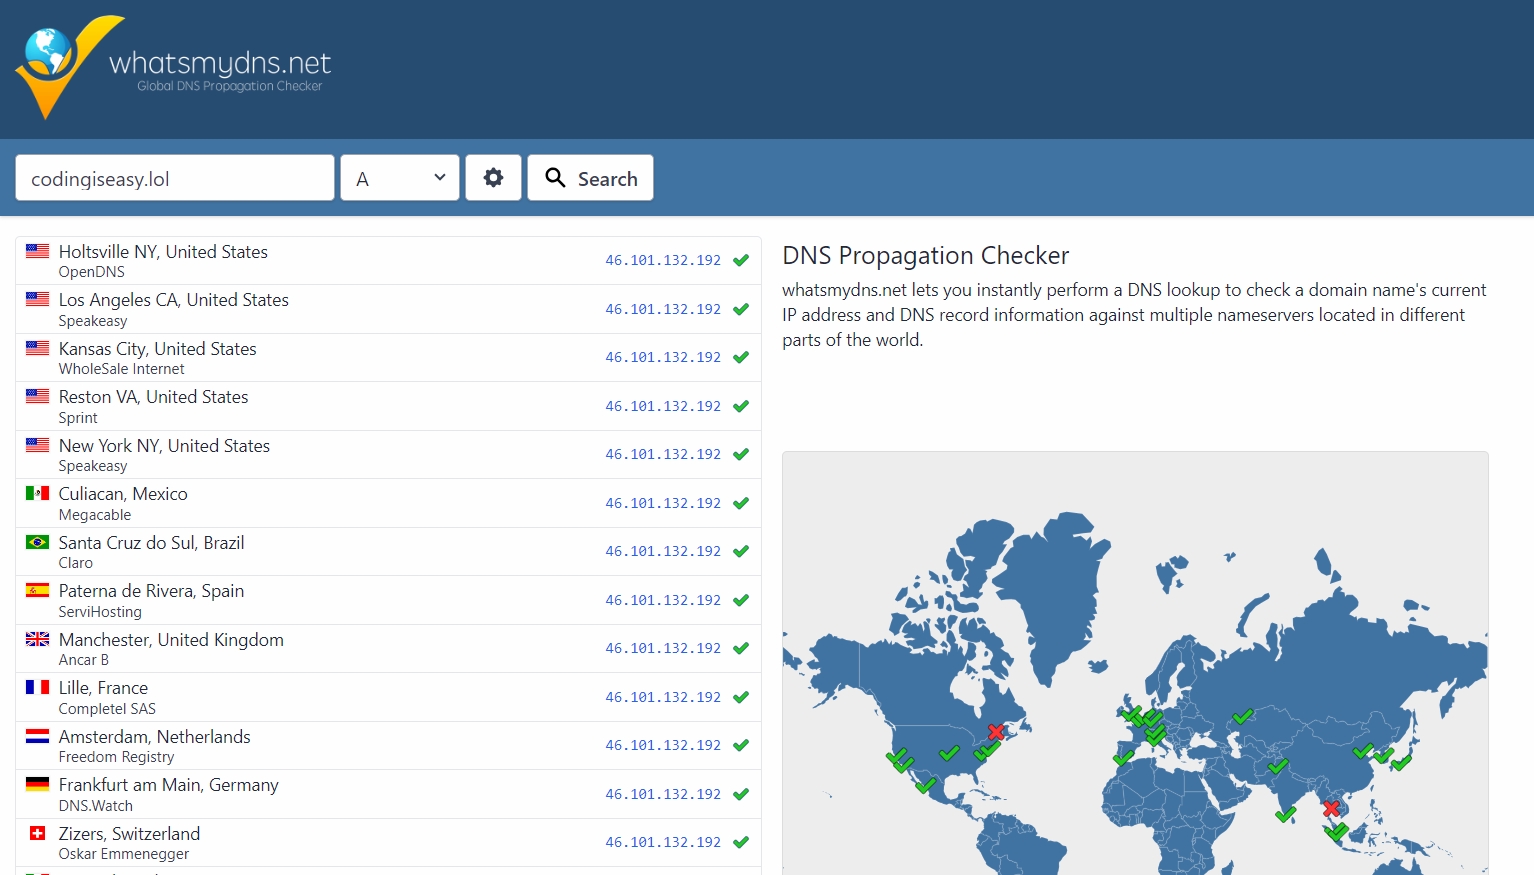 whatsmydns.net
Global DNS Propagation Checker
codingiseasy.lol
A
Search
Holtsville NY, United States
OpenDNS
46.101.132.192
Los Angeles CA, United States
Speakeasy
46.101.132.192
Kansas City, United States
WholeSale Internet
46.101.132.192
Reston VA, United States
Sprint
46.101.132.192
New York NY, United States
Speakeasy
46.101.132.192
Culiacan, Mexico
Megacable
46.101.132.192
Santa Cruz do Sul, Brazil
Claro
46.101.132.192
Paterna de Rivera, Spain
ServiHosting
46.101.132.192
Manchester, United Kingdom
Ancar B
46.101.132.192
Lille, France
Completel SAS
46.101.132.192
Amsterdam, Netherlands
Freedom Registry
46.101.132.192
Frankfurt am Main, Germany
DNS.Watch
46.101.132.192
Zizers, Switzerland
Oskar Emmenegger
46.101.132.192
DNS Propagation Checker
whatsmydns.net lets you instantly perform a DNS lookup to check a domain name's current
IP address and DNS record information against multiple nameservers located in different
parts of the world.